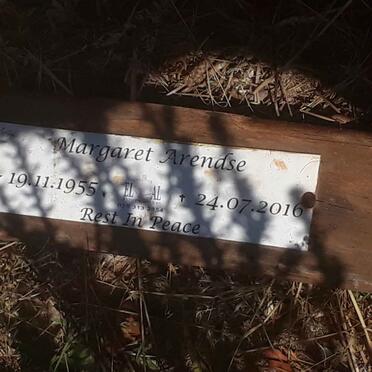 Margaret Arendse
19.11.1955 † 24.07.2016
Rest In Peace